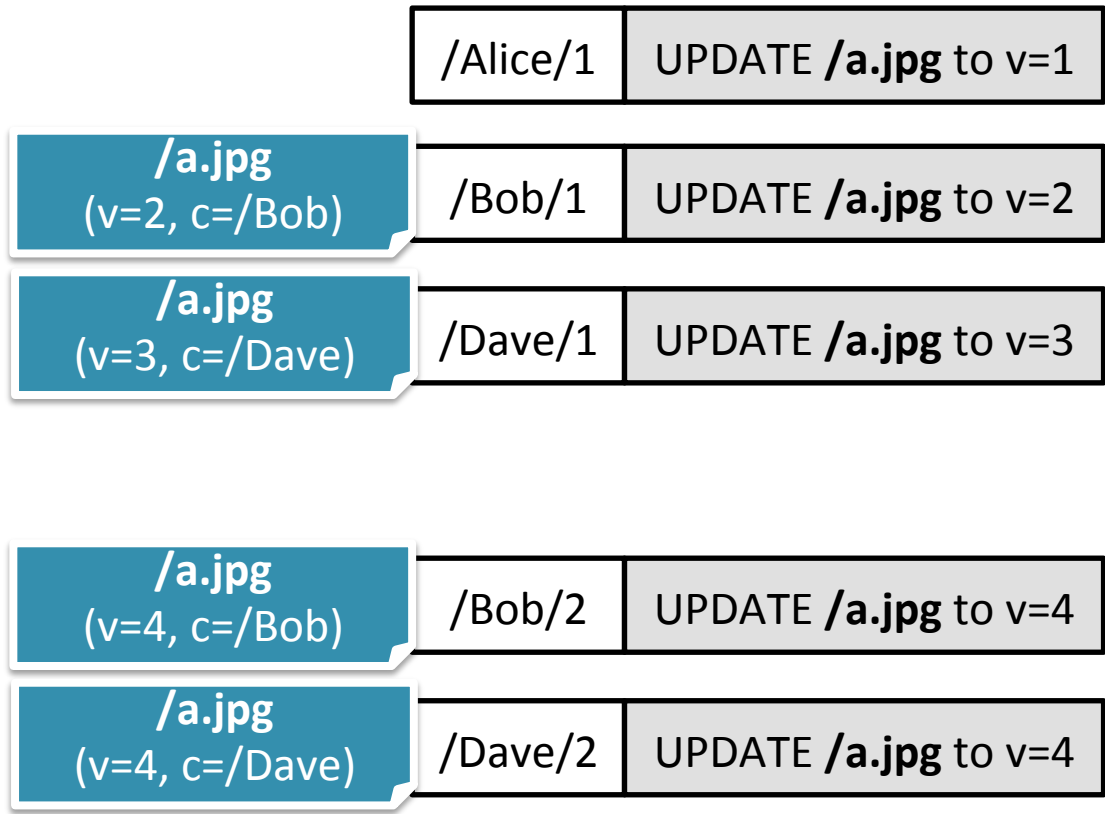 /Alice/1 UPDATE /a.jpg to v=1
/a.jpg
(v=2, c=/Bob)
/Bob/1 UPDATE /a.jpg to v=2
/a.jpg
(v=3, c=/Dave)
/Dave/1 UPDATE /a.jpg to v=3
/a.jpg
(v=4, c=/Bob)
/Bob/2 UPDATE /a.jpg to v=4
/a.jpg
(v=4, c=/Dave)
/Dave/2 UPDATE /a.jpg to v=4